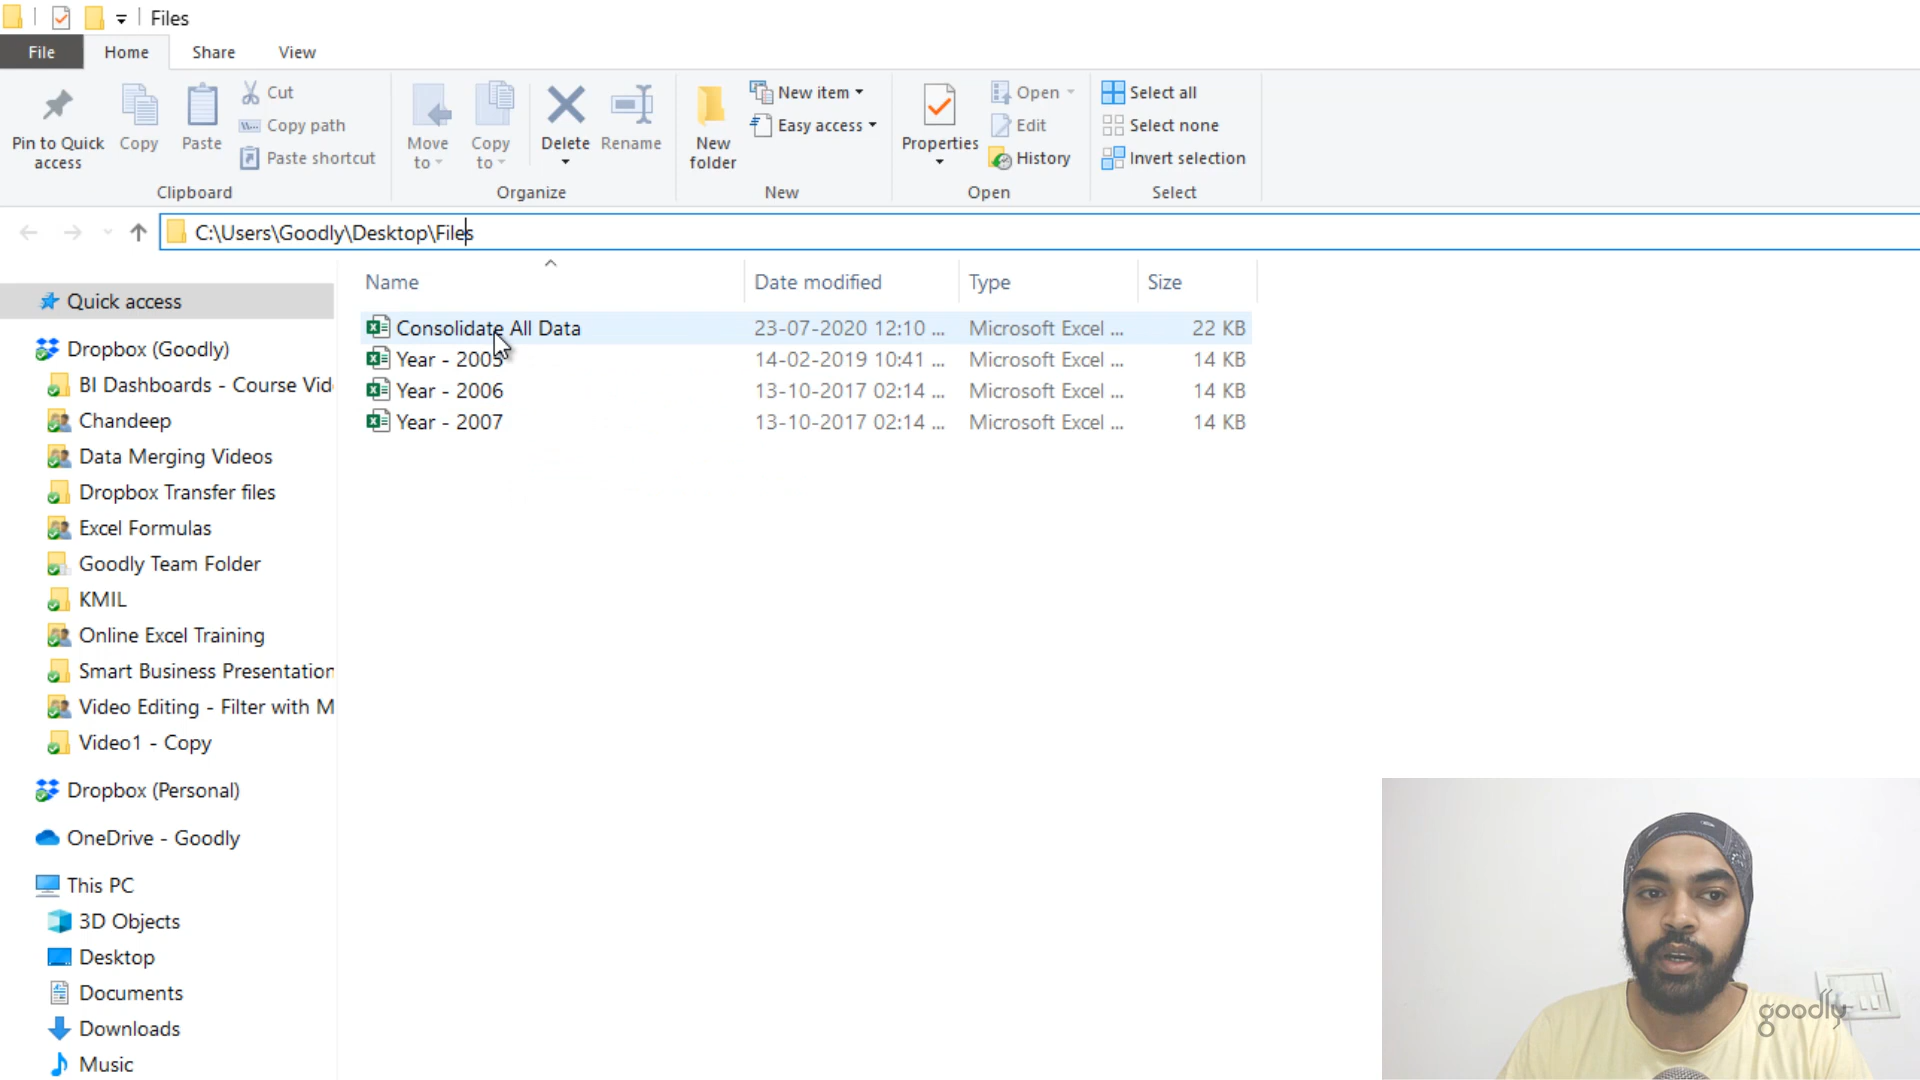 Files
File Home Share View
Pin to Quick access
Copy
Paste
Cut
Copy path
Paste shortcut
Clipboard
Move to
Copy to
Delete
Rename
Organize
New folder
New item
Easy access
New
Properties
Open
Edit
History
Open
Select all
Select none
Invert selection
Select
C:\Users\Goodly\Desktop\Files
Name Date modified Type Size
Consolidate All Data 23-07-2020 12:10 ... Microsoft Excel ... 22 KB
Year - 2005 14-02-2019 10:41 ... Microsoft Excel ... 14 KB
Year - 2006 13-10-2017 02:14 ... Microsoft Excel ... 14 KB
Year - 2007 13-10-2017 02:14 ... Microsoft Excel ... 14 KB
Quick access
Dropbox (Goodly)
BI Dashboards - Course Vid
Chandeep
Data Merging Videos
Dropbox Transfer files
Excel Formulas
Goodly Team Folder
KMIL
Online Excel Training
Smart Business Presentation
Video Editing - Filter with M
Video1 - Copy
Dropbox (Personal)
OneDrive - Goodly
This PC
3D Objects
Desktop
Documents
Downloads
Music
goodly